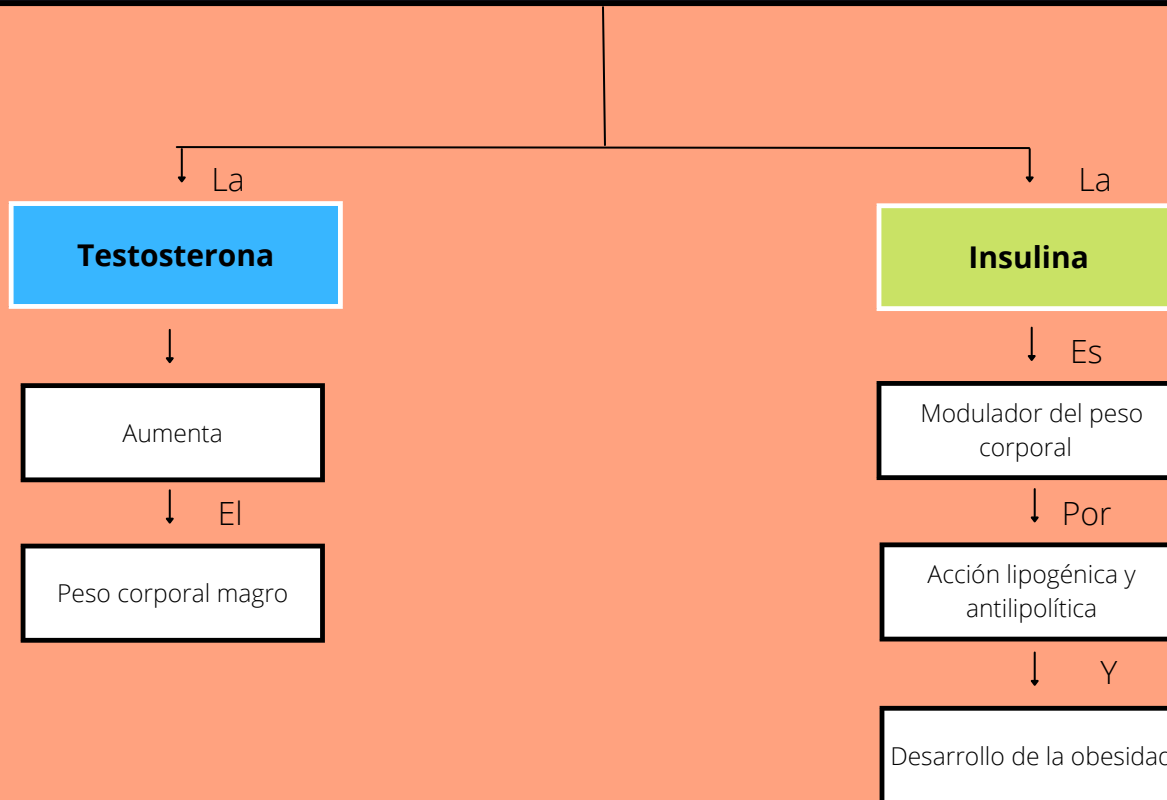 La
Testosterona
Aumenta
El
Peso corporal magro
La
Insulina
Es
Modulador del peso
corporal
Por
Acción lipogénica y
antilipolítica
Y
Desarrollo de la obesidad